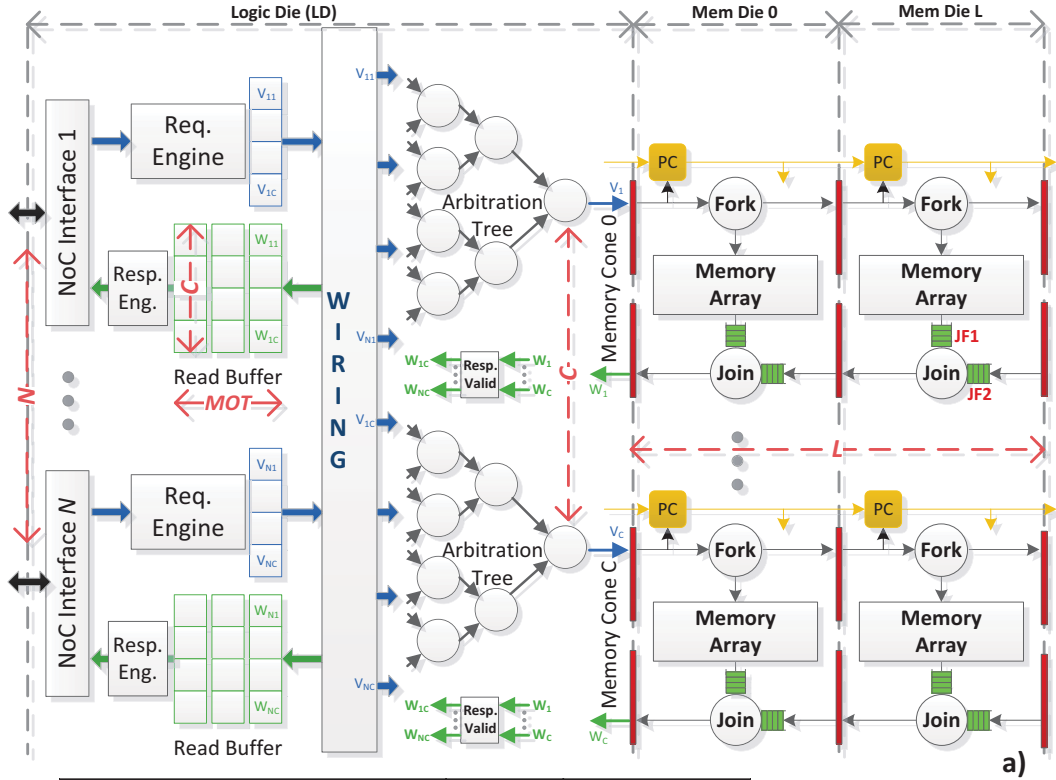 Logic Die (LD)
Mem Die 0
Mem Die L
NoC Interface 1
Req.
Engine
V11
V1C
Resp.
Eng.
C
W11
W1C
Read Buffer
MOT
N
WIRING
V11
VN1
V1C
VNC
Arbitration
Tree
V1
W1C
WNC
Resp.
Valid
W1
WC
C
Memory Cone 0
W1
PC
Fork
Memory
Array
Join
PC
Fork
Memory
Array
JF1
Join
JF2
L
NoC Interface N
Req.
Engine
VN1
VNC
Resp.
Eng.
WN1
WNC
Read Buffer
Arbitration
Tree
VC
W1C
WNC
Resp.
Valid
W1
WC
Memory Cone C
WC
PC
Fork
Memory
Array
Join
PC
Fork
Memory
Array
Join
a)